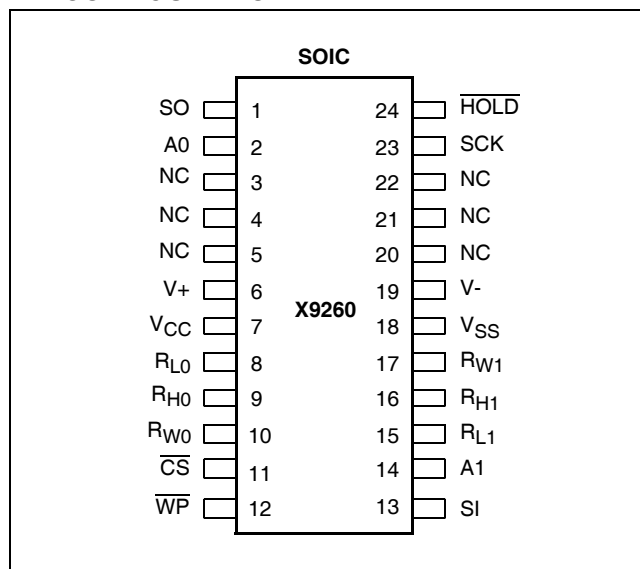 SOIC
SO 1 24 HOLD
A0 2 23 SCK
NC 3 22 NC
NC 4 21 NC
NC 5 20 NC
V+ 6 19 V-
X9260
VCC 7 18 VSS
RL0 8 17 RW1
RH0 9 16 RH1
RW0 10 15 RL1
CS 11 14 A1
WP 12 13 SI